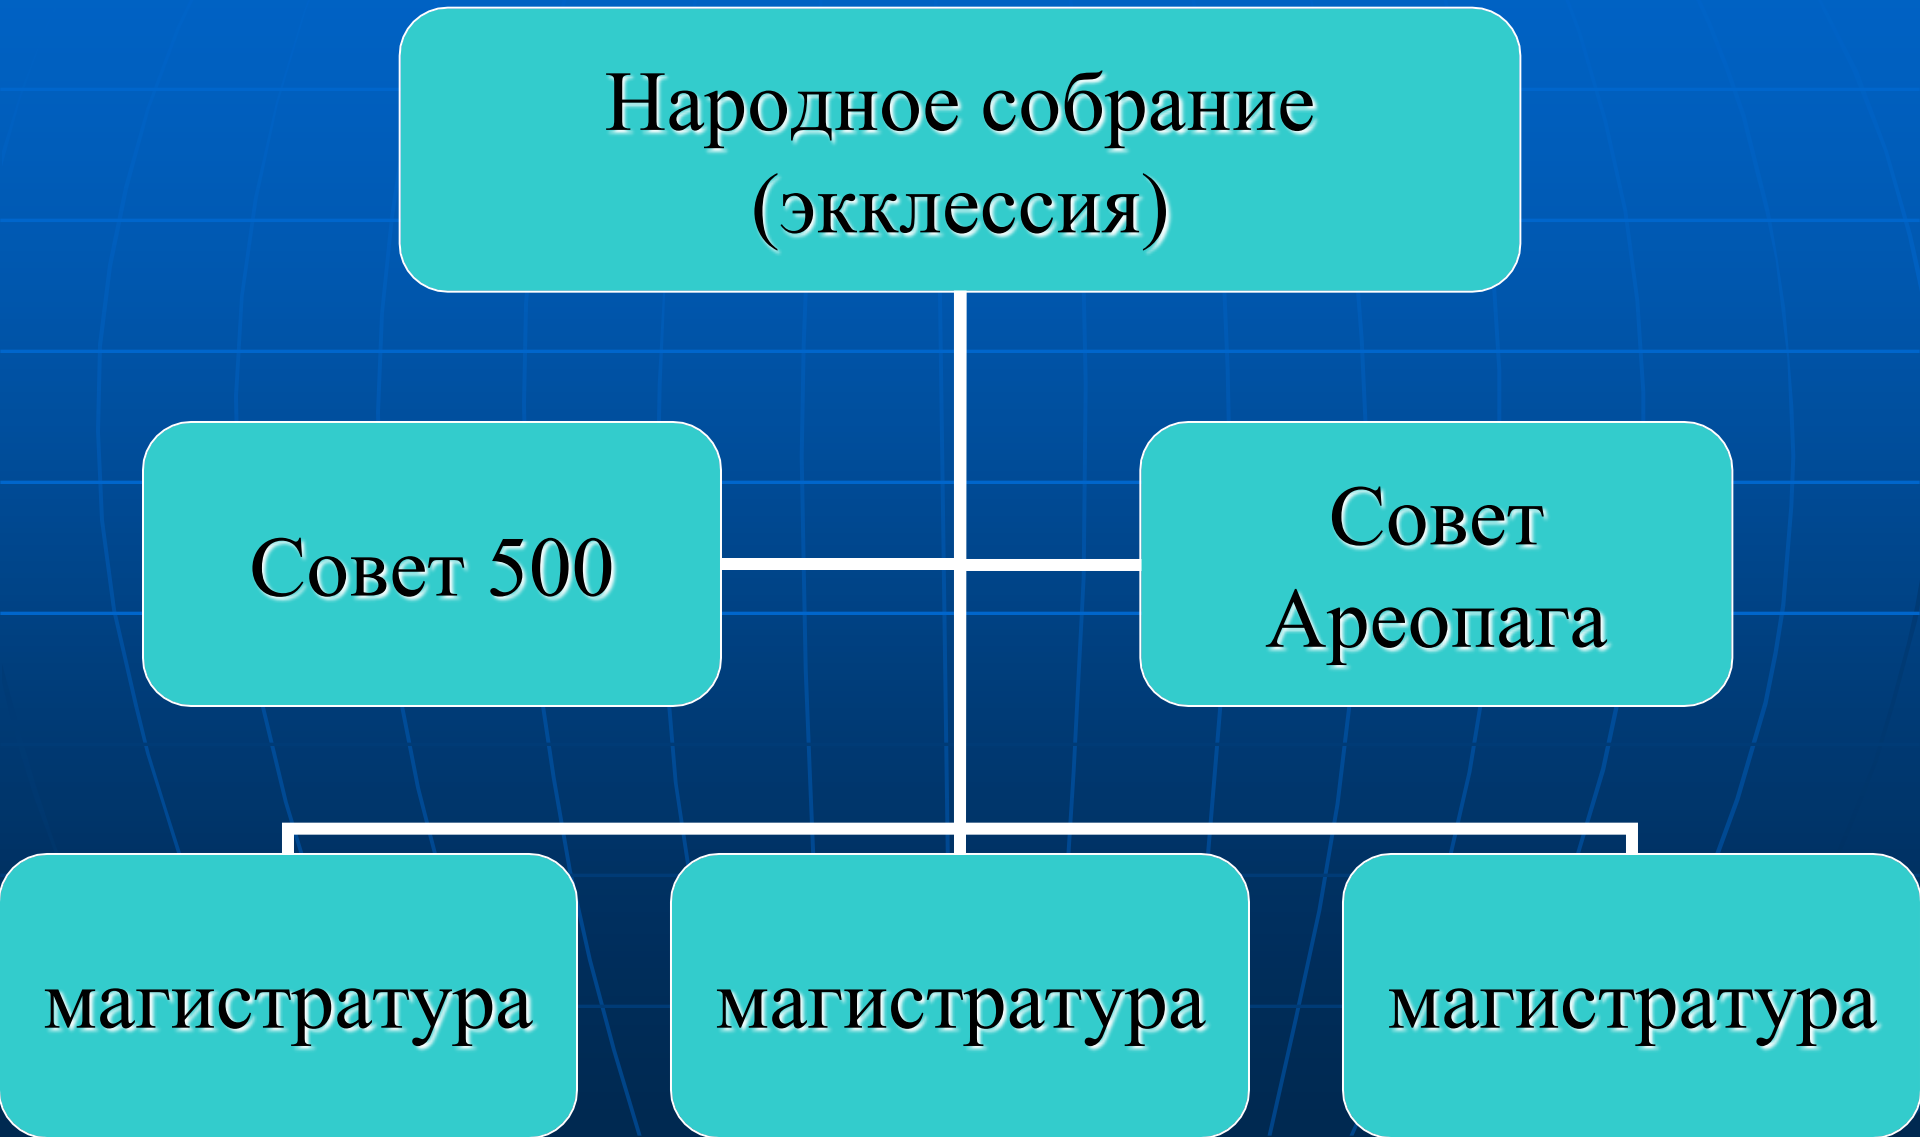 Народное собрание
(экклессия)
Совет 500
Совет
Ареопага
магистратура
магистратура
магистратура